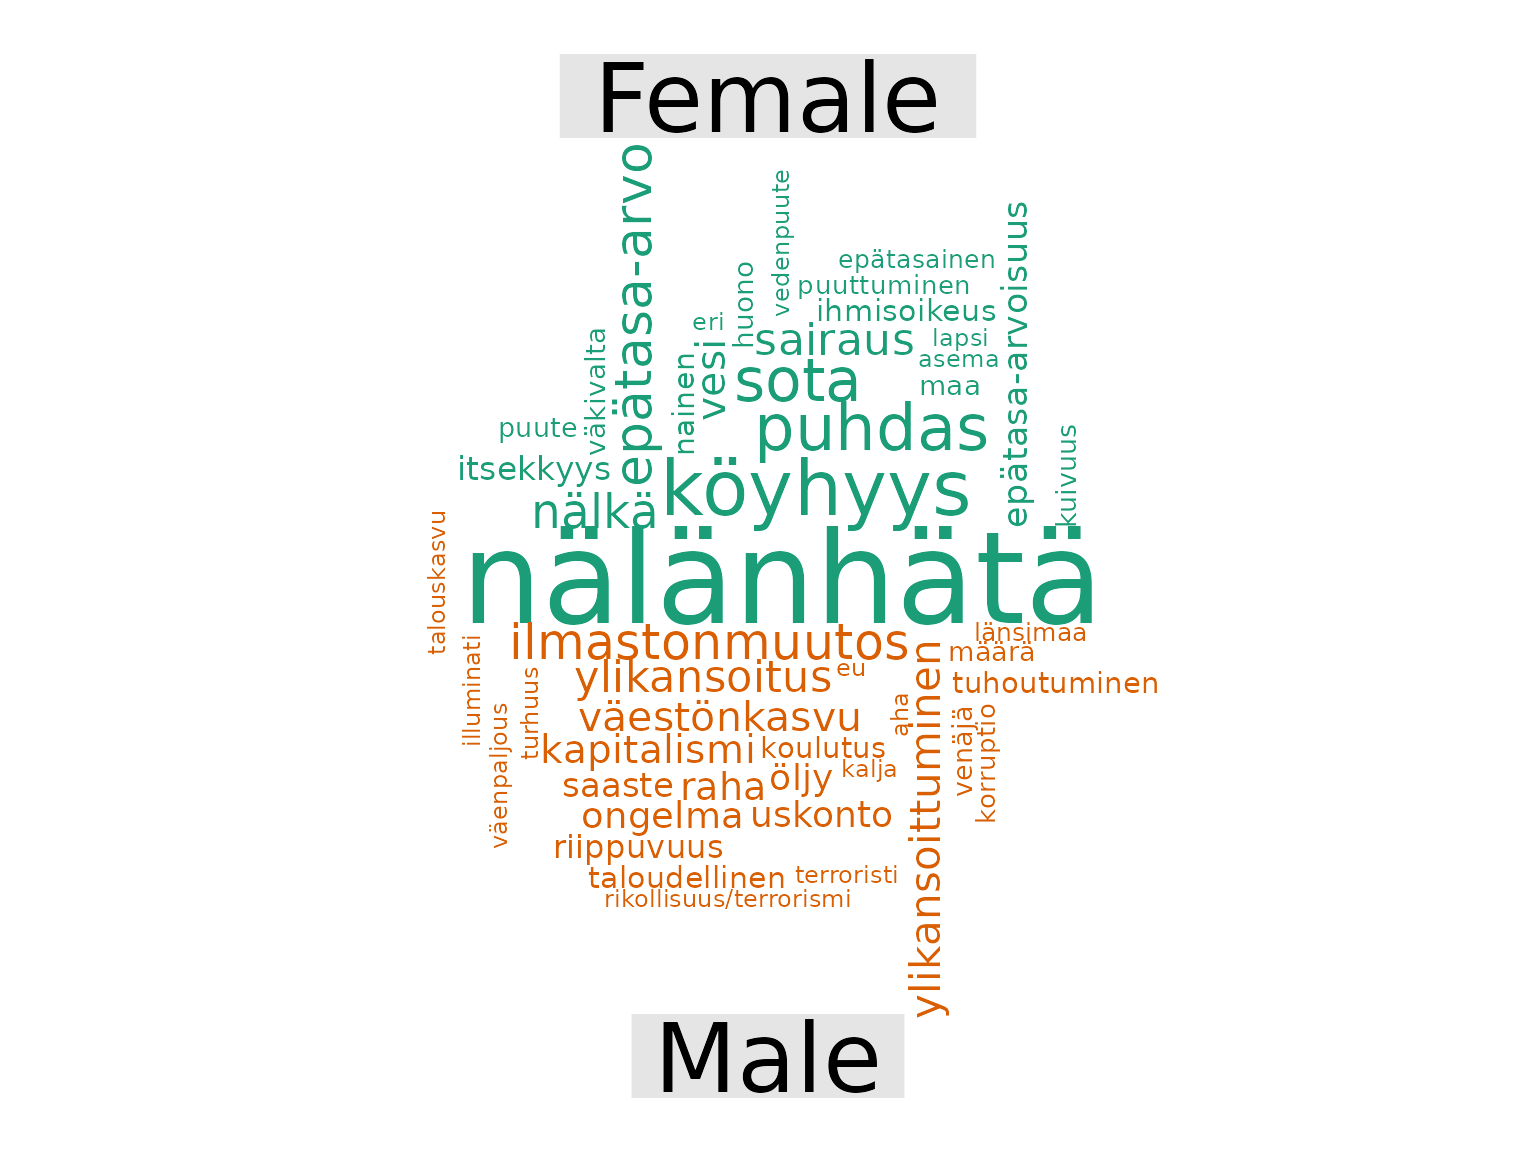 Female
epätasa-arvo
vedenpuute
epätasa-arvoisuus
epätasainen
huono
puuttuminen
ihmisoikeus
eri
sairaus
lapsi
väkivalta
vesi
nainen
asema
sota
maa
puhdas
puute
kuivuus
itsekkyys
köyhyys
nälkä
nälänhätä
talouskasvu
ilmastonmuutos
länsimaa
illuminati
ylikansoittuminen
määrä
turhuus
ylikansoitus
eu
tuhoutuminen
aha
väenpaljous
väestönkasvu
venäjä
korruptio
kapitalismi
koulutus
öljy
kalja
saaste
raha
ongelma
uskonto
riippuvuus
taloudellinen
terroristi
rikollisuus/terrorismi
Male